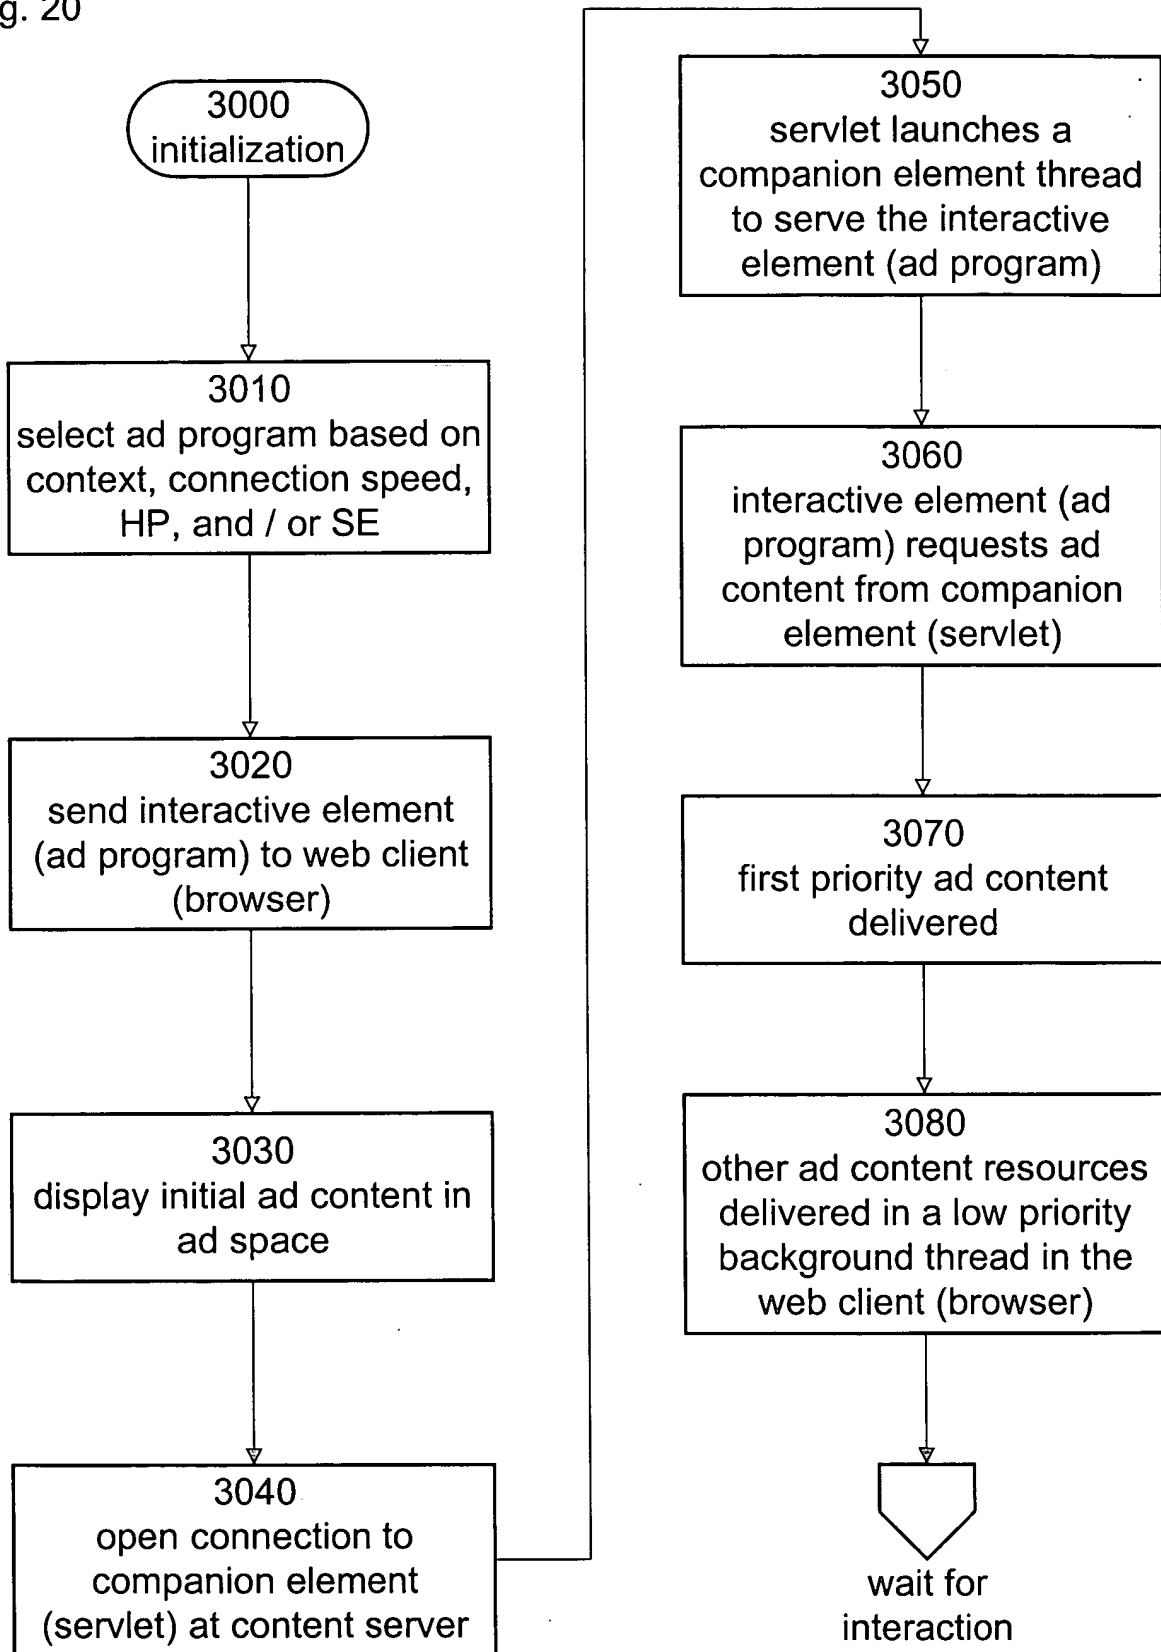 g. 20
3000
initialization
3010
select ad program based on
context, connection speed,
HP, and / or SE
3020
send interactive element
(ad program) to web client
(browser)
3030
display initial ad content in
ad space
3040
open connection to
companion element
(servlet) at content server
3050
servlet launches a
companion element thread
to serve the interactive
element (ad program)
3060
interactive element (ad
program) requests ad
content from companion
element (servlet)
3070
first priority ad content
delivered
3080
other ad content resources
delivered in a low priority
background thread in the
web client (browser)
wait for
interaction